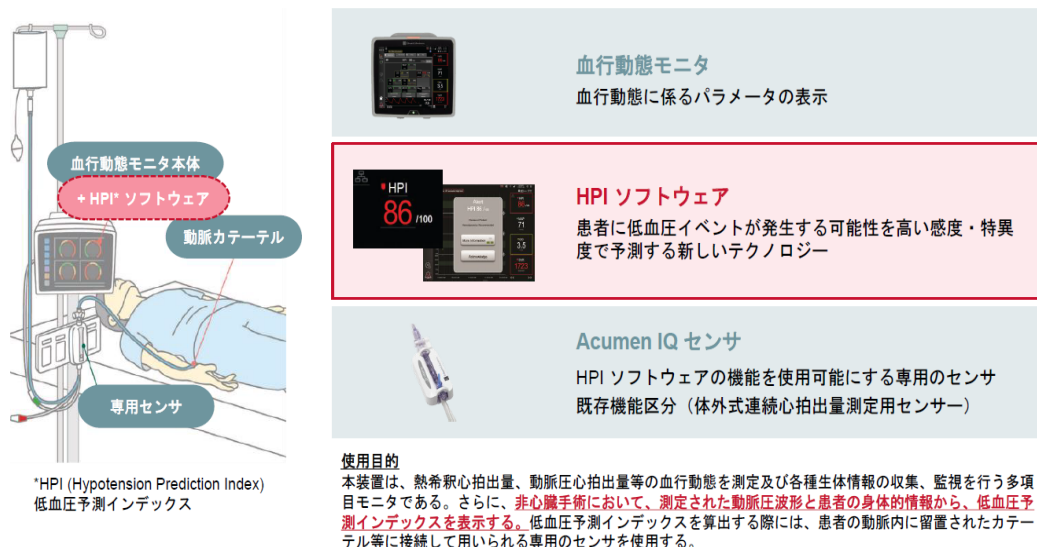 血行動態モニタ本体
+ HPI* ソフトウェア
動脈カテーテル
専用センサ
*HPI (Hypotension Prediction Index)
低血圧予測インデックス
血行動態モニタ
血行動態に係るパラメータの表示
HPI
86 /100
71
3.5
1723
HPI ソフトウェア
患者に低血圧イベントが発生する可能性を高い感度・特異
度で予測する新しいテクノロジー
Acumen IQ センサ
HPI ソフトウェアの機能を使用可能にする専用のセンサ
既存機能区分（体外式連続心拍出量測定用センサー）
使用目的
本装置は、熱希釈心拍出量、動脈圧心拍出量等の血行動態を測定及び各種生体情報の収集、監視を行う多項
目モニタである。さらに、非心臓手術において、測定された動脈圧波形と患者の身体的情報から、低血圧予
測インデックスを表示する。低血圧予測インデックスを算出する際には、患者の動脈内に留置されたカテー
テル等に接続して用いられる専用のセンサを使用する。